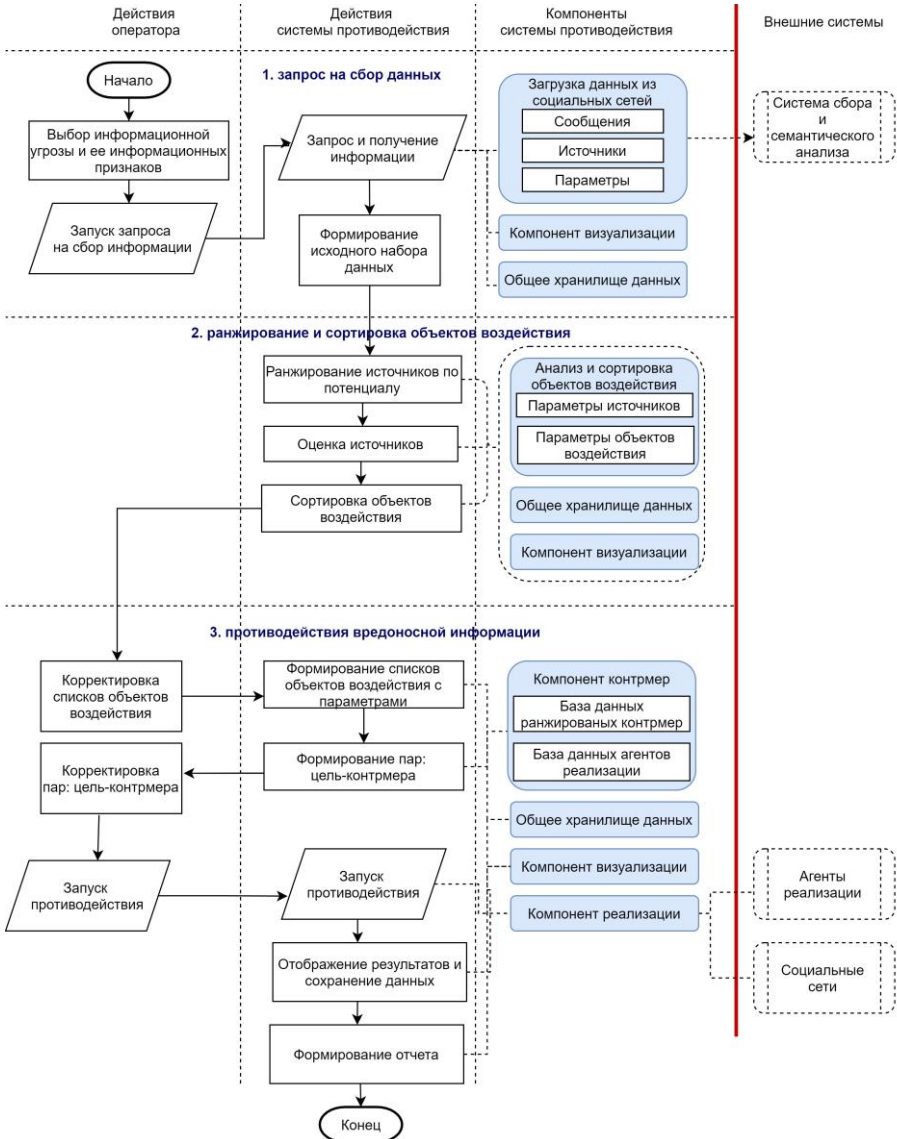 Действия
оператора
Действия
системы противодействия
Компоненты
системы противодействия
Внешние системы
1. запрос на сбор данных
Начало
Выбор информационной
угрозы и ее информационных
признаков
Запуск запроса
на сбор информации
Запрос и получение
информации
Формирование
исходного набора
данных
Загрузка данных из
социальных сетей
Сообщения
Источники
Параметры
Компонент визуализации
Общее хранилище данных
Система сбора
и
семантического
анализа
2. ранжирование и сортировка объектов воздействия
Ранжирование источников по
потенциалу
Оценка источников
Сортировка объектов
воздействия
Анализ и сортировка
объектов воздействия
Параметры источников
Параметры объектов
воздействия
Общее хранилище данных
Компонент визуализации
3. противодействия вредоносной информации
Корректировка
списков объектов
воздействия
Формирование списков
объектов воздействия с
параметрами
Корректировка
пар: цель-контрмера
Формирование пар:
цель-контрмера
Компонент контрмер
База данных
ранжированых контрмер
База данных агентов
реализации
Общее хранилище данных
Компонент визуализации
Компонент реализации
Запуск
противодействия
Запуск
противодействия
Отображение результатов и
сохранение данных
Формирование отчета
Конец
Агенты
реализации
Социальные
сети